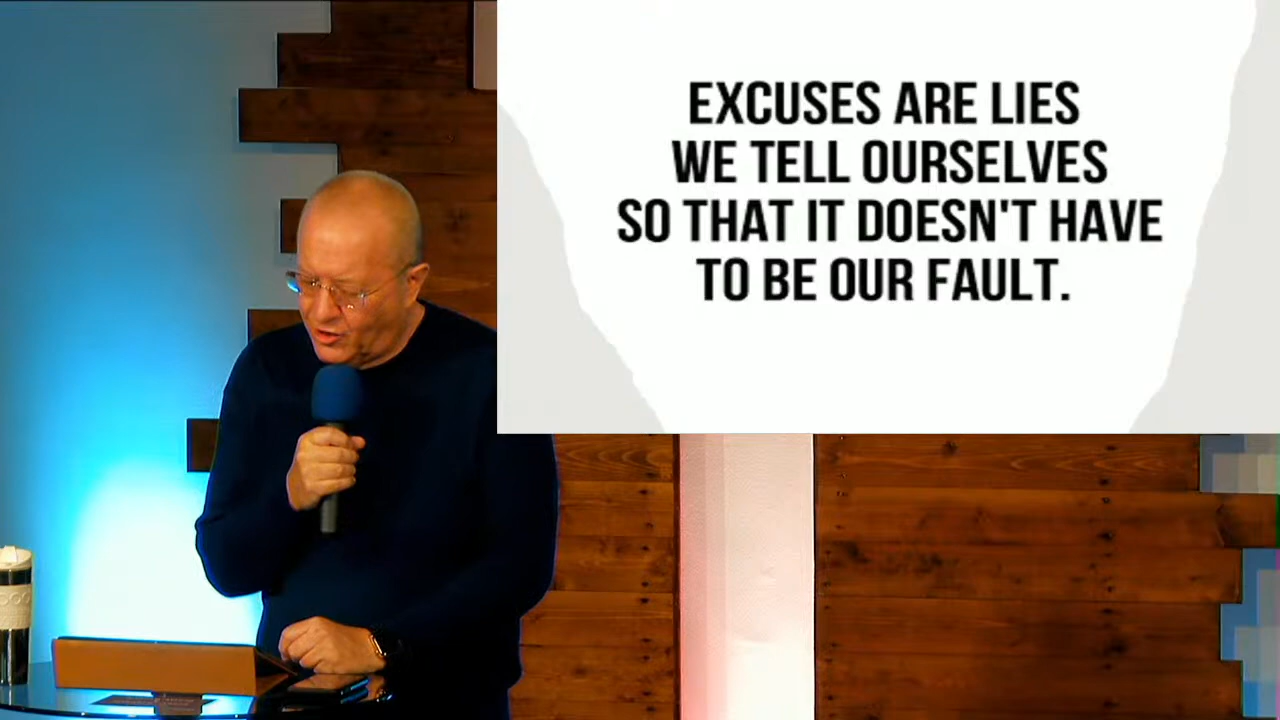 EXCUSES ARE LIES
WE TELL OURSELVES
SO THAT IT DOESN'T HAVE
TO BE OUR FAULT.